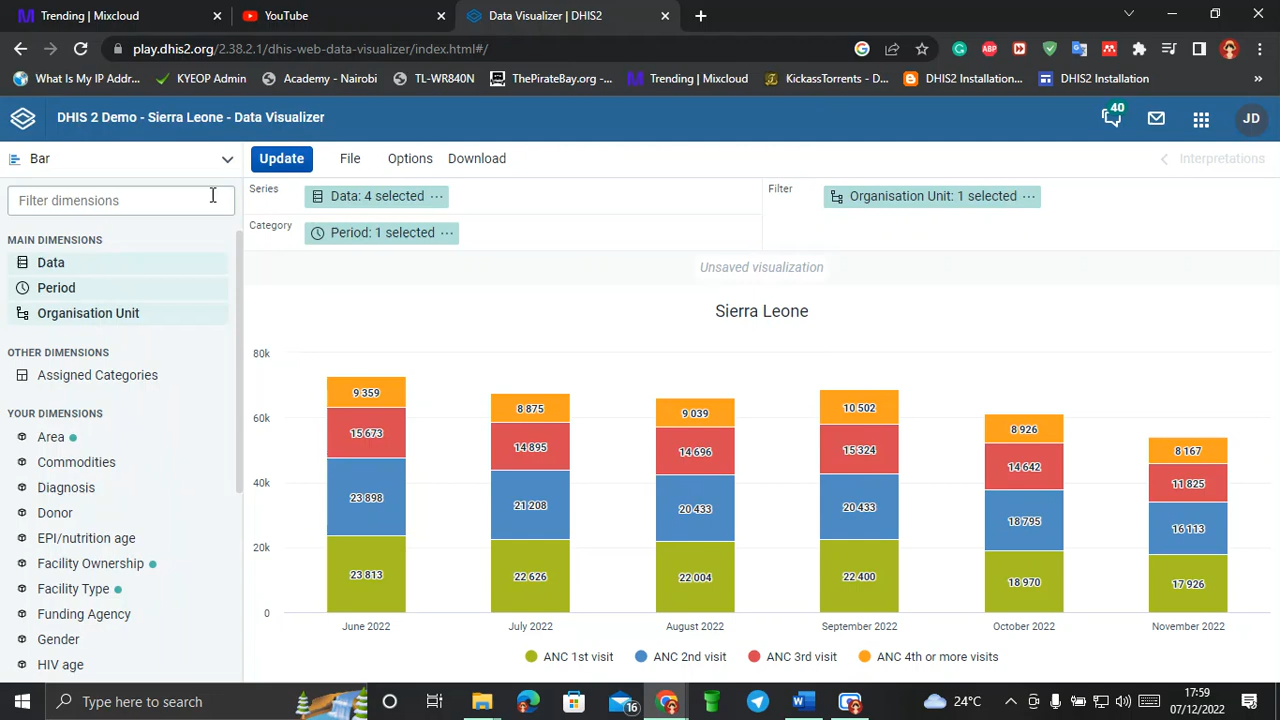 Trending | Mixcloud
YouTube
Data Visualizer | DHIS2
play.dhis2.org/2.38.2.1/dhis-web-data-visualizer/index.html#/
What Is My IP Addr...
KYEOP Admin
Academy - Nairobi
TL-WR840N
ThePirateBay.org -...
Trending | Mixcloud
KickassTorrents - D...
DHIS2 Installation...
DHIS2 Installation
DHIS 2 Demo - Sierra Leone - Data Visualizer
40
JD
Bar
Update
File
Options
Download
Interpretations
Filter dimensions
Series
Data: 4 selected
Filter
Organisation Unit: 1 selected
Category
Period: 1 selected
MAIN DIMENSIONS
Data
Period
Organisation Unit
OTHER DIMENSIONS
Assigned Categories
YOUR DIMENSIONS
Area
Commodities
Diagnosis
Donor
EPI/nutrition age
Facility Ownership
Facility Type
Funding Agency
Gender
HIV age
Unsaved visualization
Sierra Leone
80k
60k
40k
20k
0
9 359
15 673
23 898
23 813
8 875
14 895
21 208
22 626
9 039
14 696
20 433
22 004
10 502
15 324
20 433
22 400
8 926
14 642
18 795
18 970
8 167
11 825
16 113
17 926
June 2022
July 2022
August 2022
September 2022
October 2022
November 2022
ANC 1st visit
ANC 2nd visit
ANC 3rd visit
ANC 4th or more visits
Type here to search
16
24°C
17:59
07/12/2022